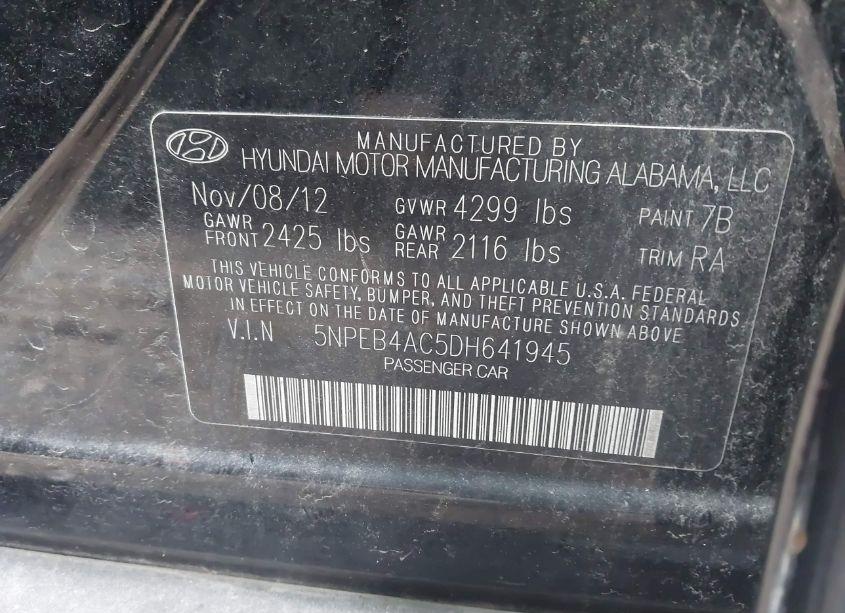 MANUFACTURED BY
HYUNDAI MOTOR MANUFACTURING ALABAMA, LLC
Nov/08/12 GVWR 4299 lbs PAINT 7B
GAWR FRONT 2425 lbs GAWR REAR 2116 lbs TRIM RA
THIS VEHICLE CONFORMS TO ALL APPLICABLE U.S.A. FEDERAL
MOTOR VEHICLE SAFETY, BUMPER, AND THEFT PREVENTION STANDARDS
IN EFFECT ON THE DATE OF MANUFACTURE SHOWN ABOVE
V.I.N 5NPEB4AC5DH641945
PASSENGER CAR